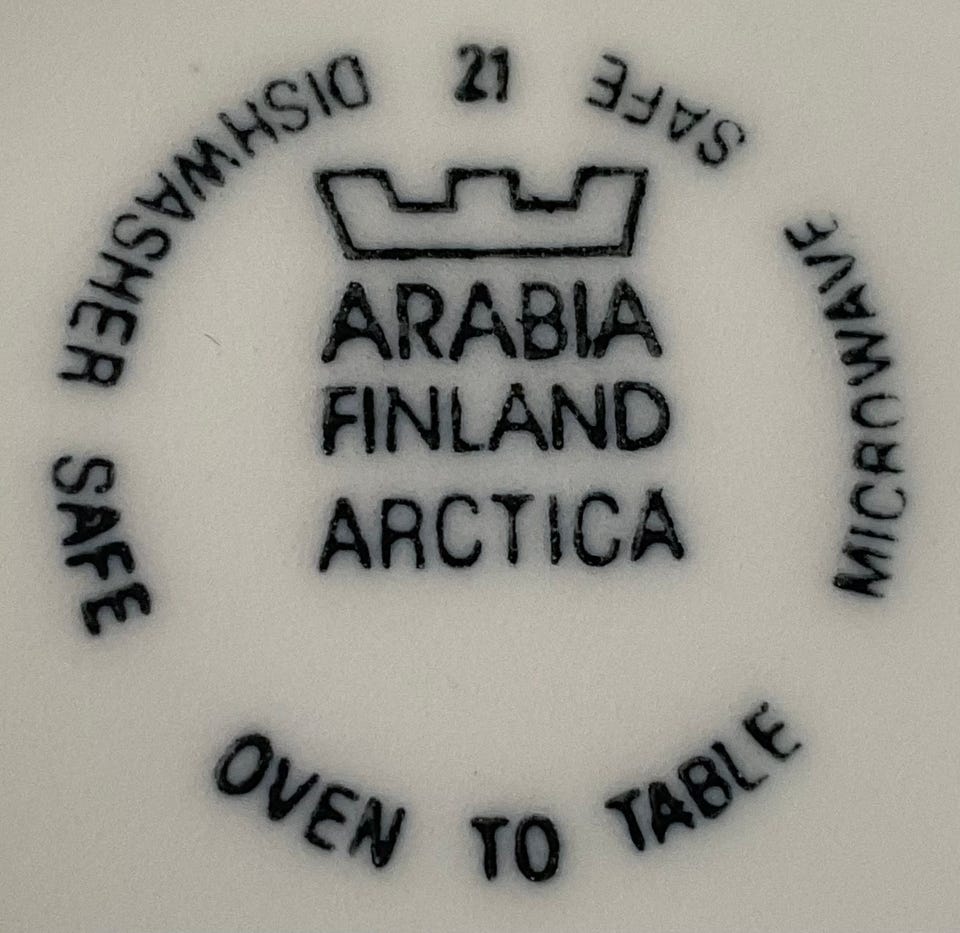 21
ARABIA
FINLAND
ARCTICA
DISHWASHER SAFE
OVEN TO TABLE
MICROWAVE SAFE